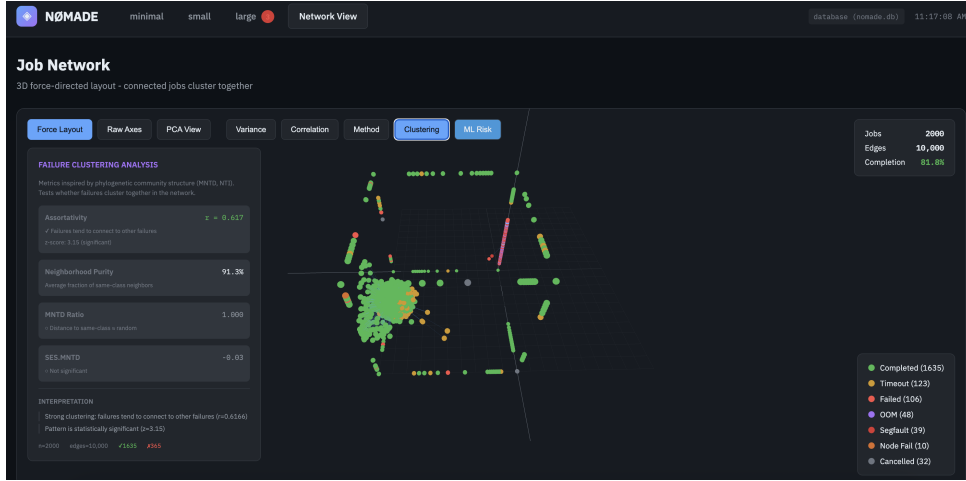 NØMADE minimal small large Network View database (nomade.db) 11:17:08 AM
Job Network
3D force-directed layout - connected jobs cluster together
Force Layout Raw Axes PCA View Variance Correlation Method Clustering ML Risk
Jobs 2000
Edges 10,000
Completion 81.8%
FAILURE CLUSTERING ANALYSIS
Metrics inspired by phylogenetic community structure (MNTD, NTI).
Tests whether failures cluster together in the network.
Assortativity r = 0.617
✓ Failures tend to connect to other failures
z-score: 3.15 (significant)
Neighborhood Purity 91.3%
Average fraction of same-class neighbors
MNTD Ratio 1.000
○ Distance to same-class ≥ random
SES.MNTD -0.03
○ Not significant
INTERPRETATION
Strong clustering: failures tend to connect to other failures (r=0.6166)
Pattern is statistically significant (z=3.15)
n=2000 edges=10,000 ✓1635 ✗365
Completed (1635)
Timeout (123)
Failed (106)
OOM (48)
Segfault (39)
Node Fail (10)
Cancelled (32)